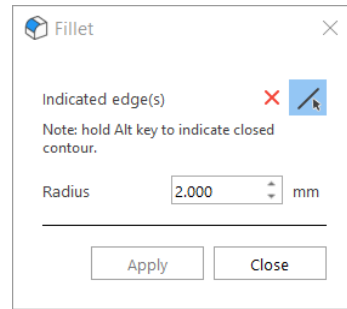 Fillet
Indicated edge(s)
Note: hold Alt key to indicate closed
contour.
Radius 2.000 mm
Apply Close